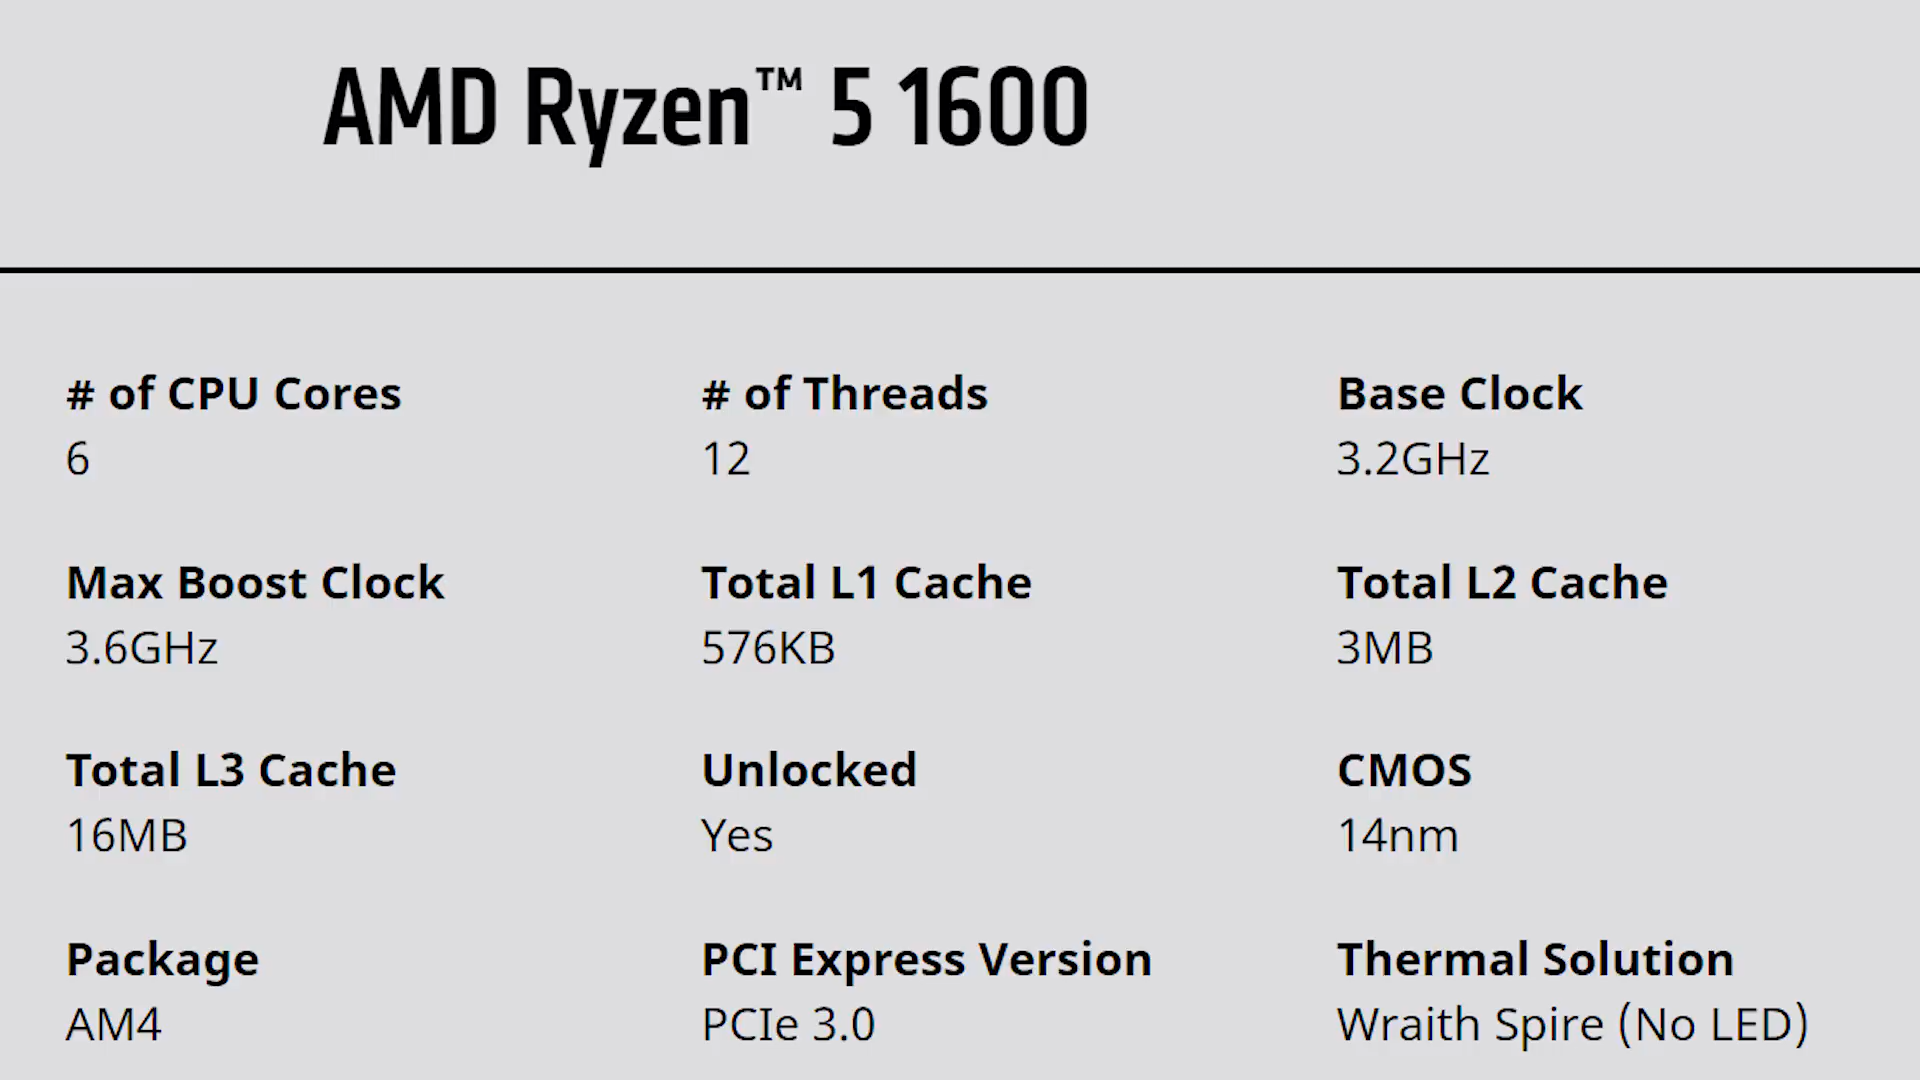 AMD Ryzen™ 5 1600
# of CPU Cores
6
# of Threads
12
Base Clock
3.2GHz
Max Boost Clock
3.6GHz
Total L1 Cache
576KB
Total L2 Cache
3MB
Total L3 Cache
16MB
Unlocked
Yes
CMOS
14nm
Package
AM4
PCI Express Version
PCIe 3.0
Thermal Solution
Wraith Spire (No LED)